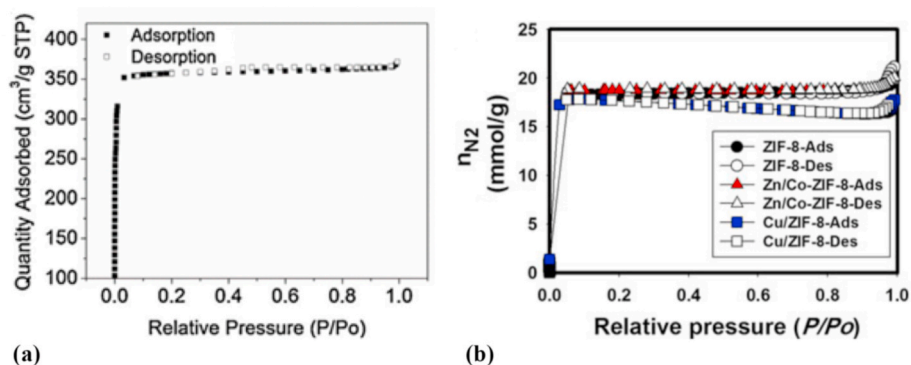 (a)
Quantity Adsorbed (cm³/g STP)
400
350
300
250
200
150
100
Adsorption
Desorption
0.0 0.2 0.4 0.6 0.8 1.0
Relative Pressure (P/Po)
(b)
n_N2
(mmol/g)
25
20
15
10
5
0
ZIF-8-Ads
ZIF-8-Des
Zn/Co-ZIF-8-Ads
Zn/Co-ZIF-8-Des
Cu/ZIF-8-Ads
Cu/ZIF-8-Des
0.0 0.2 0.4 0.6 0.8 1.0
Relative pressure (P/Po)